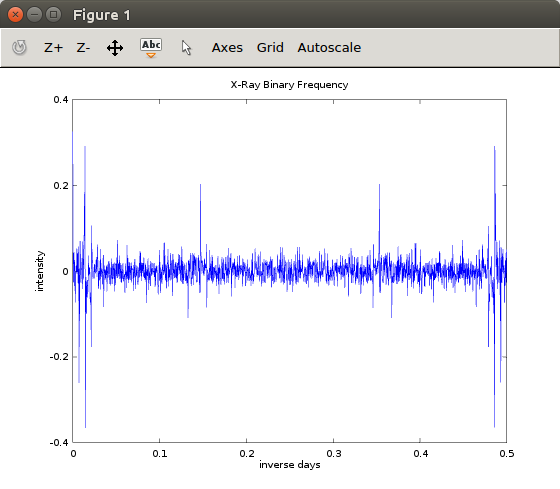 Figure 1
Z+ Z- Abc Axes Grid Autoscale
X-Ray Binary Frequency
0.4
0.2
0
-0.2
-0.4
intensity
0 0.1 0.2 0.3 0.4 0.5
inverse days